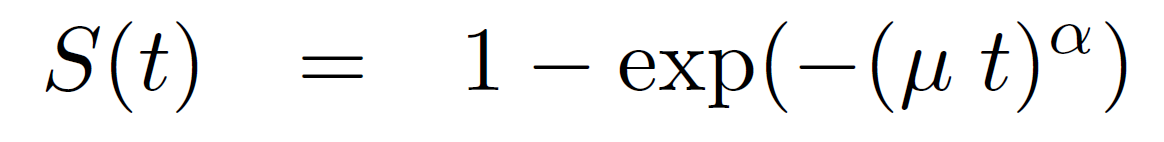 S(t) = 1 − exp(−(μ t)^α)